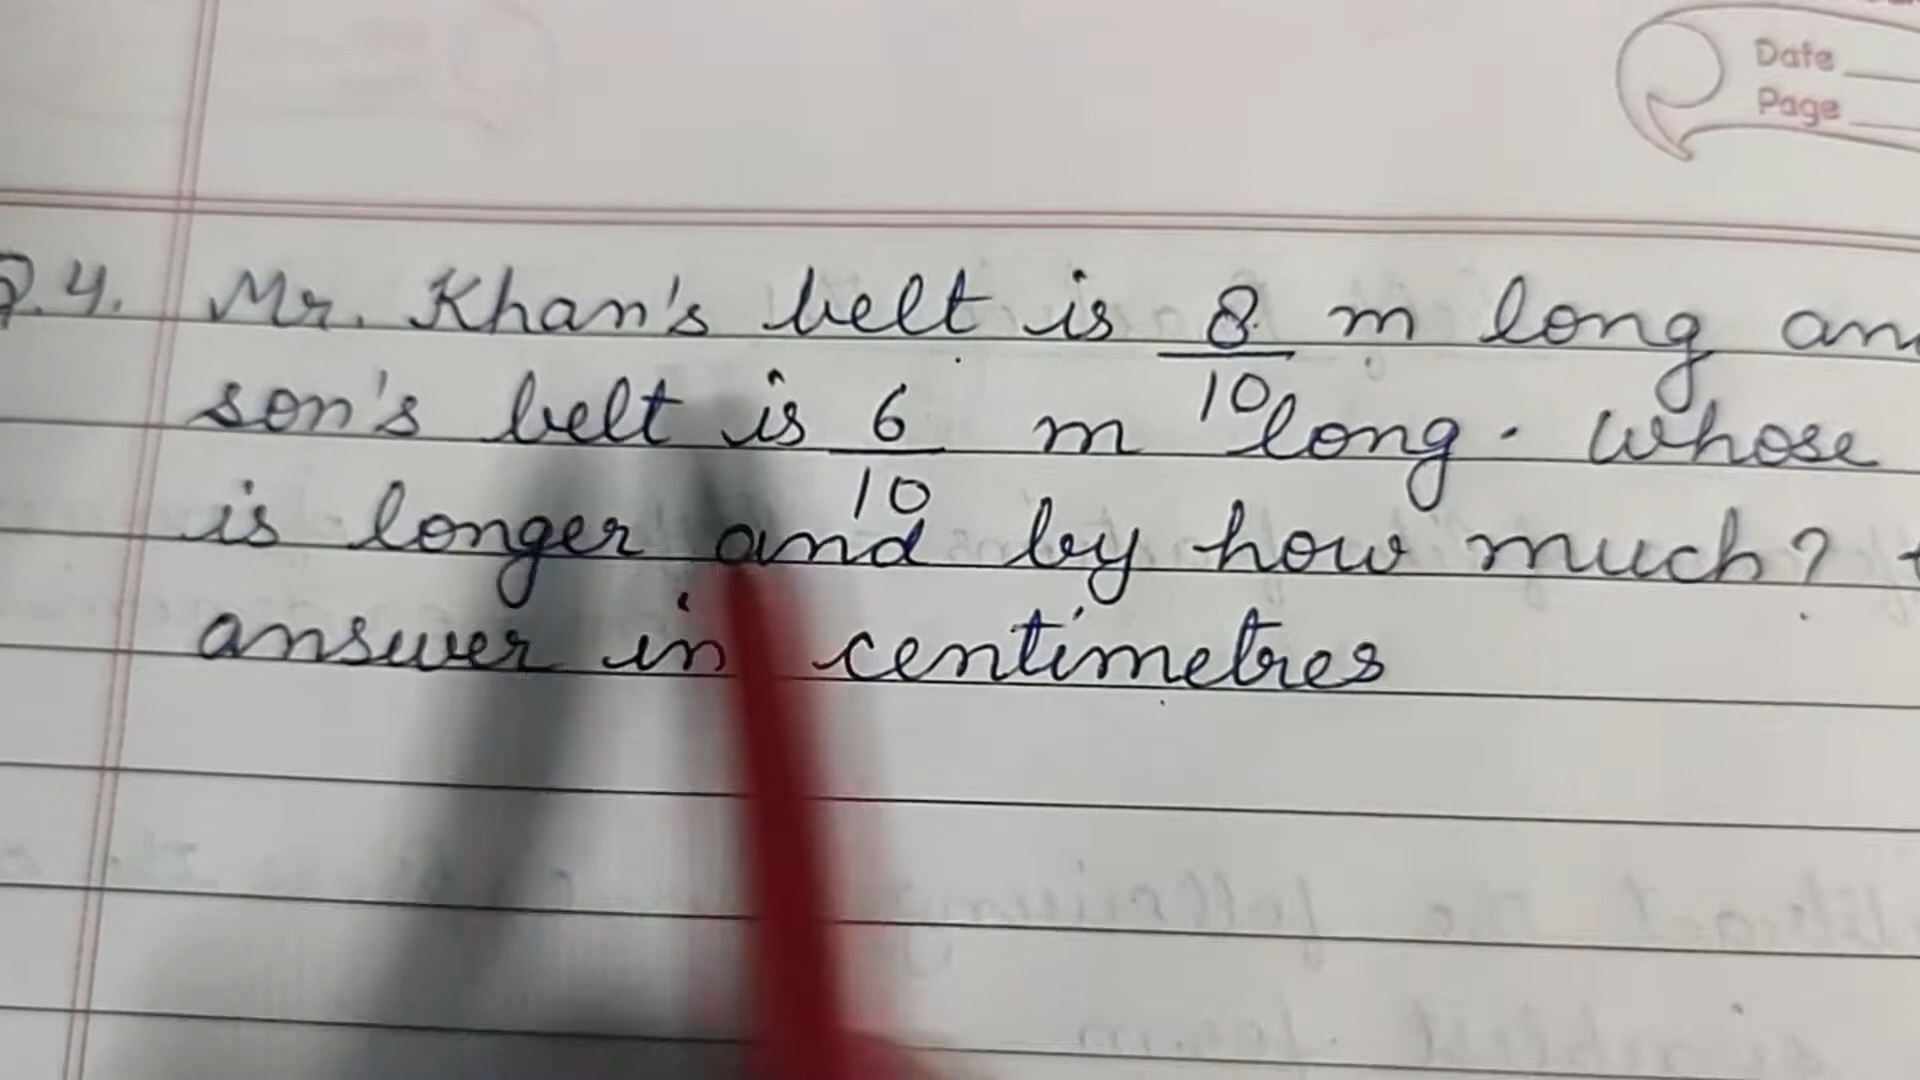 Date
Page
Q.4. Mr. Khan's belt is 8/10 m long an
son's belt is 6/10 m long. Whose
is longer and by how much?
answer in centimetres